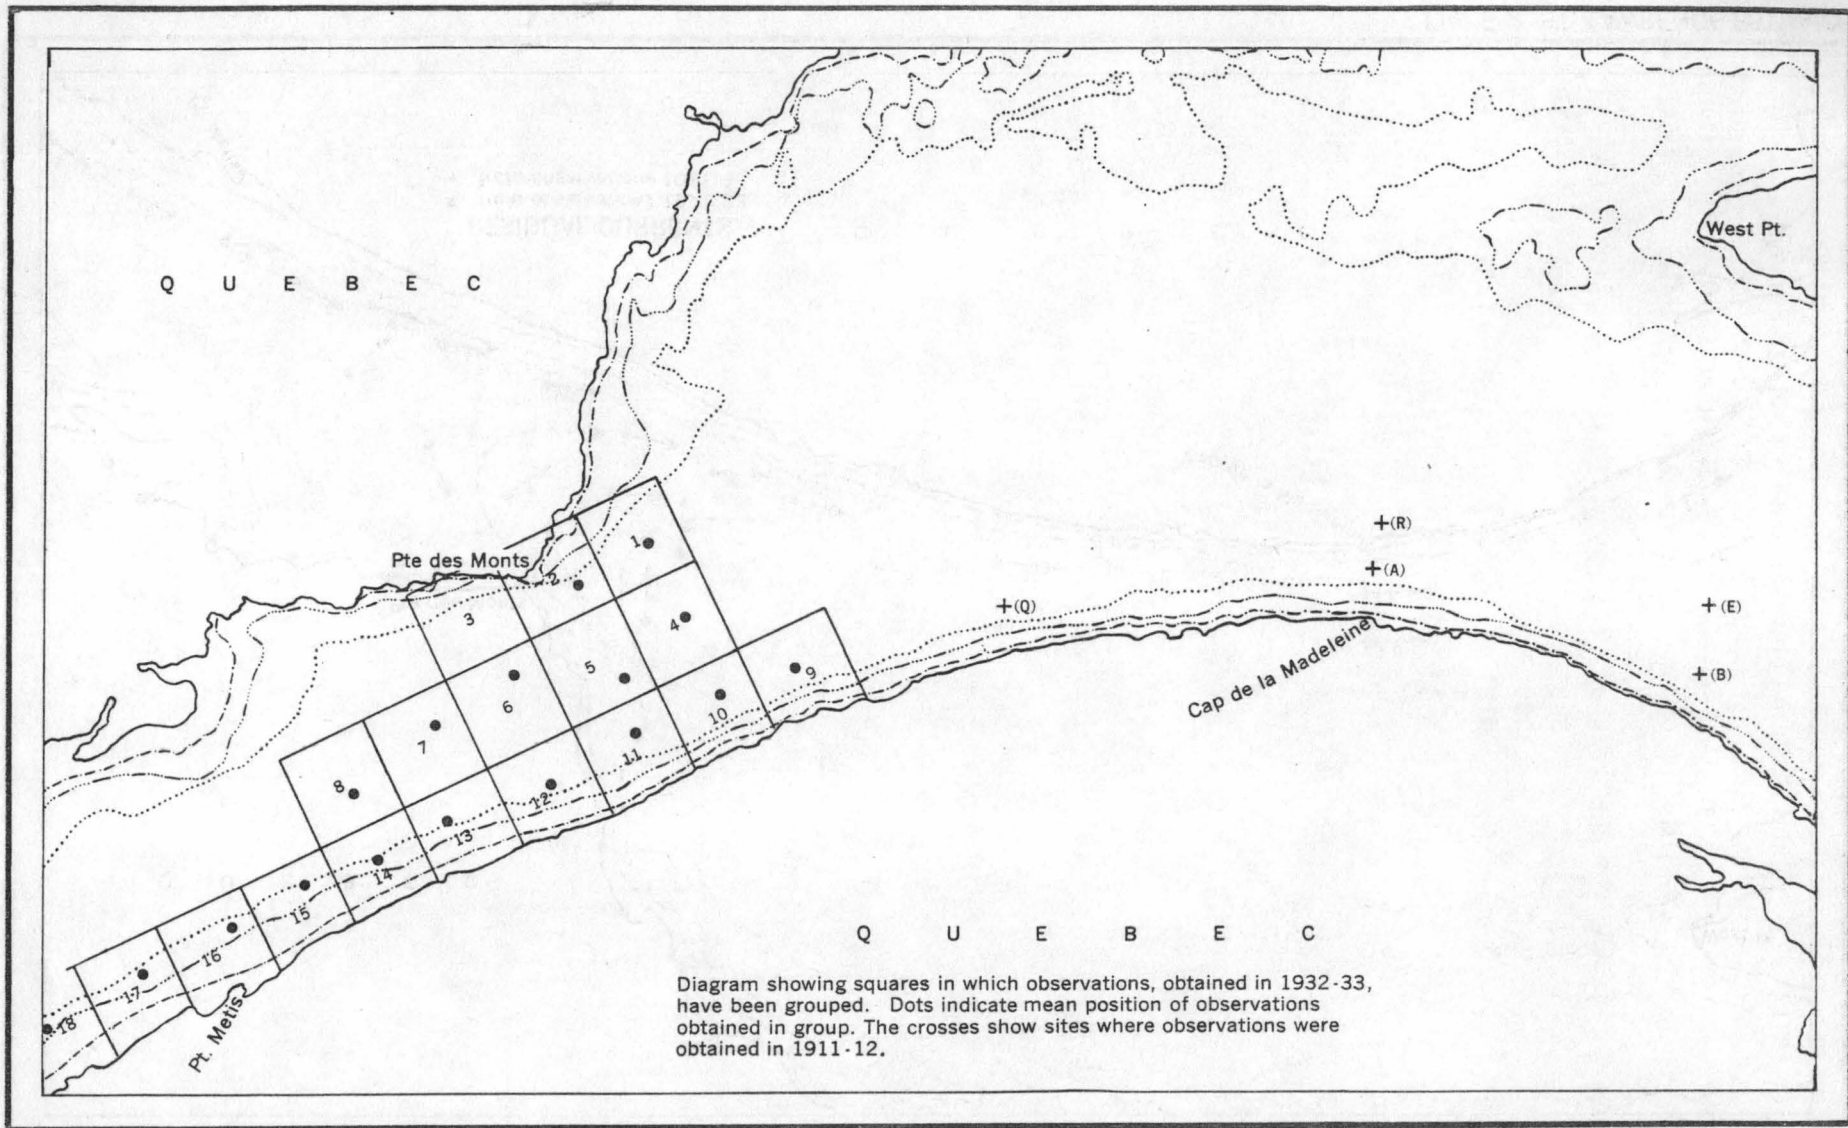 Q U E B E C
West Pt.
Pte des Monts
+(R)
+(A)
+(Q)
+(E)
+(B)
Cap de la Madeleine
1
2
3
4
5
6
7
8
9
10
11
12
13
14
15
16
17
18
Pt. Metis
Q U E B E C
Diagram showing squares in which observations, obtained in 1932-33,
have been grouped. Dots indicate mean position of observations
obtained in group. The crosses show sites where observations were
obtained in 1911-12.